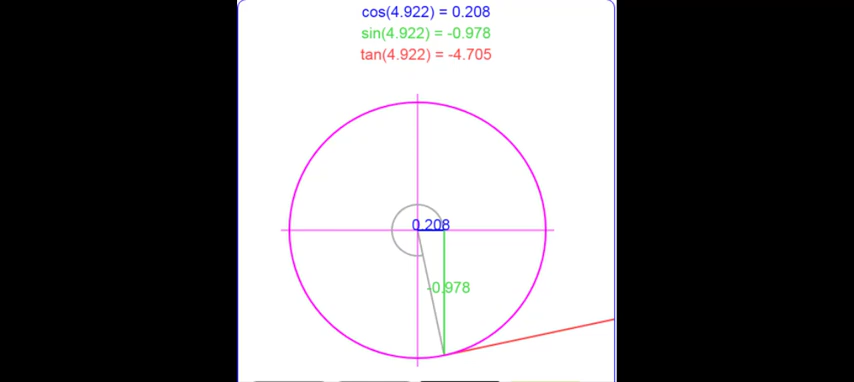 cos(4.922) = 0.208
sin(4.922) = -0.978
tan(4.922) = -4.705
0.208
-0.978